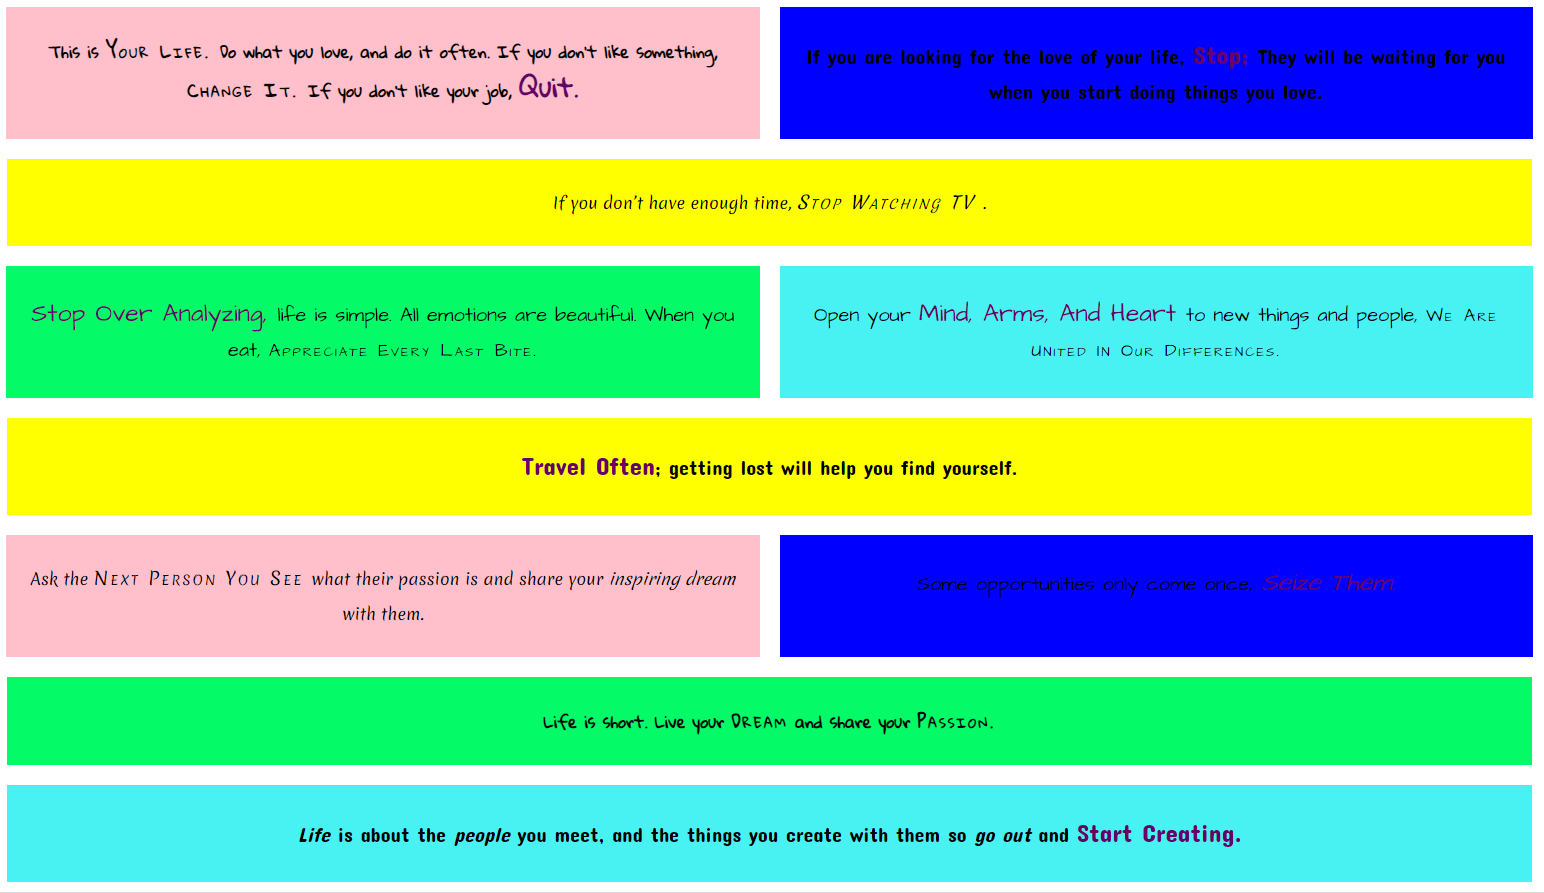 This is Your Life. Do what you love, and do it often. If you don't like something,
Change It. If you don't like your job, Quit.
If you are looking for the love of your life, Stop; They will be waiting for you
when you start doing things you love.
If you don't have enough time, Stop Watching TV .
Stop Over Analyzing, life is simple. All emotions are beautiful. When you
eat, Appreciate Every Last Bite.
Open your Mind, Arms, And Heart to new things and people, We Are
United In Our Differences.
Travel Often; getting lost will help you find yourself.
Ask the Next Person You See what their passion is and share your inspiring dream
with them.
Some opportunities only come once, Seize Them.
Life is short. Live your Dream and share your Passion.
Life is about the people you meet, and the things you create with them so go out and Start Creating.